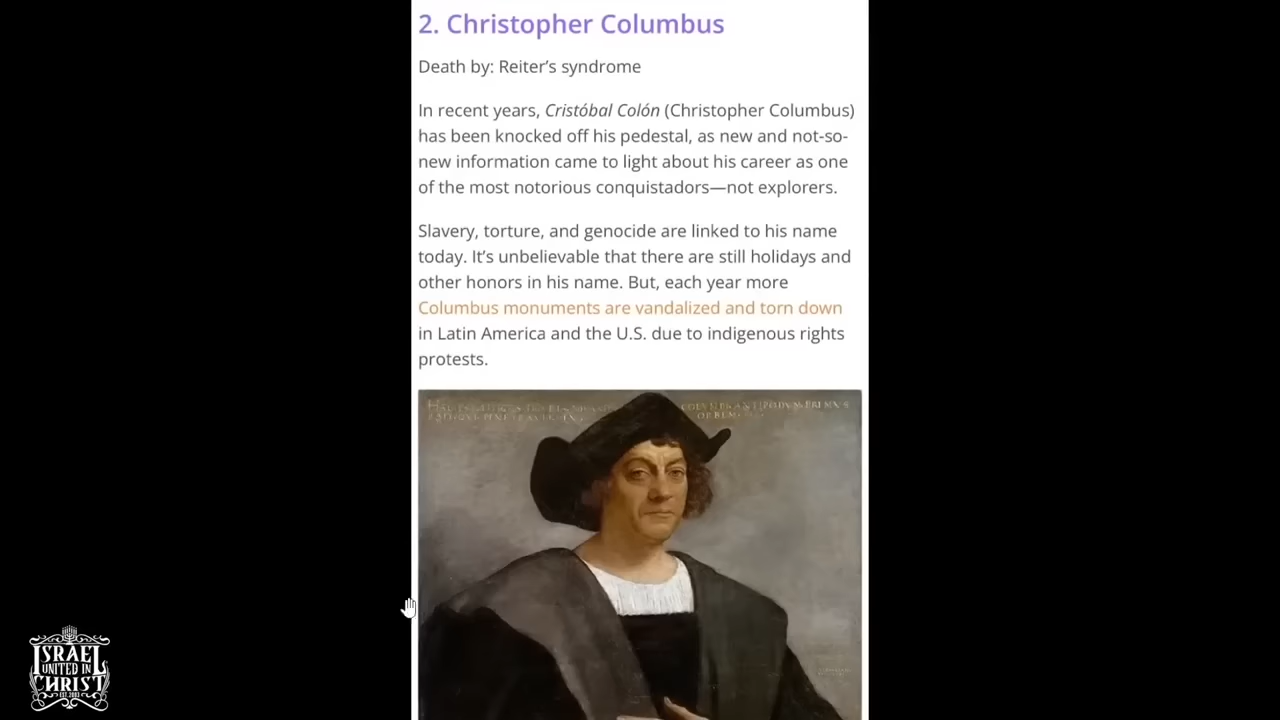 2. Christopher Columbus
Death by: Reiter’s syndrome
In recent years, Cristóbal Colón (Christopher Columbus)
has been knocked off his pedestal, as new and not-so-
new information came to light about his career as one
of the most notorious conquistadors—not explorers.
Slavery, torture, and genocide are linked to his name
today. It’s unbelievable that there are still holidays and
other honors in his name. But, each year more
Columbus monuments are vandalized and torn down
in Latin America and the U.S. due to indigenous rights
protests.
ISRAEL
UNITED IN
CHRIST
EST. 2003